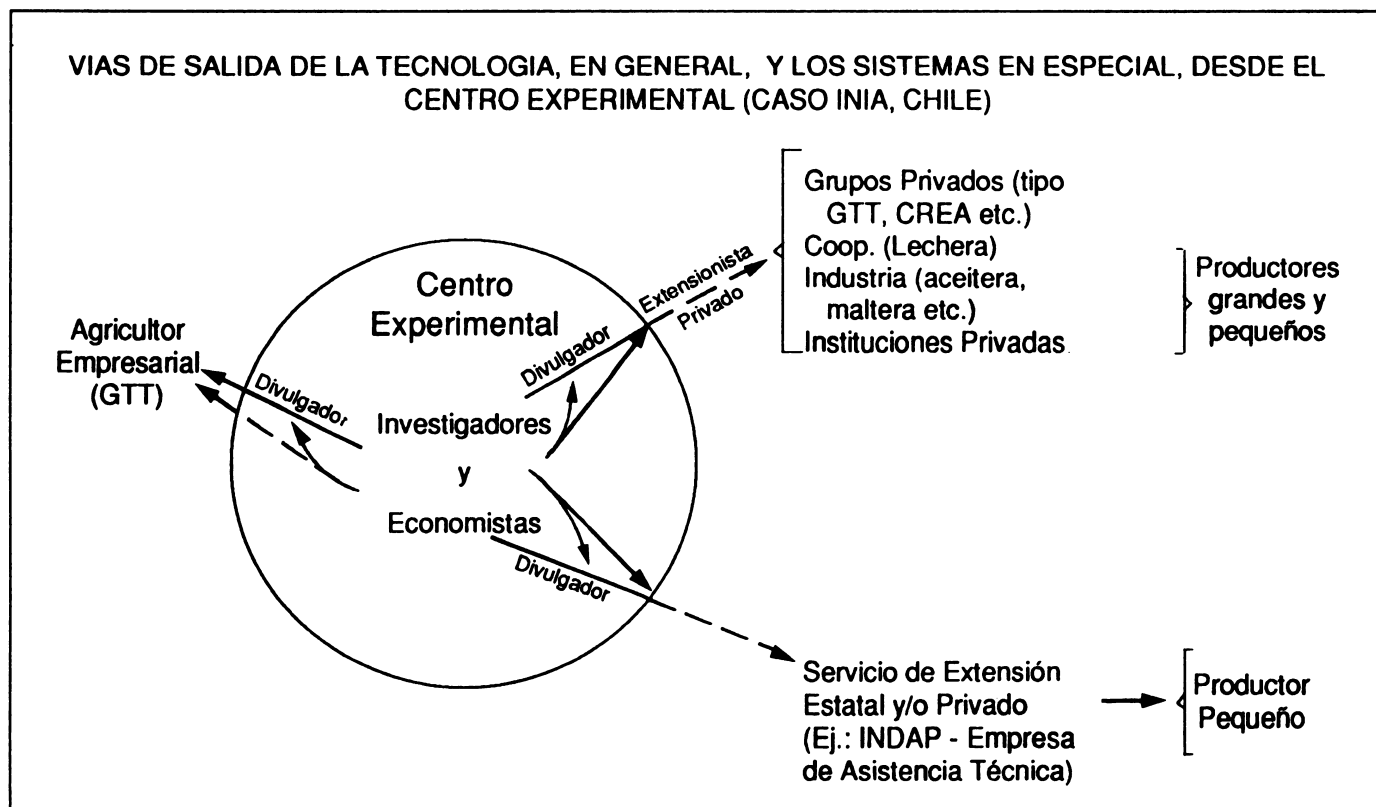 VIAS DE SALIDA DE LA TECNOLOGIA, EN GENERAL, Y LOS SISTEMAS EN ESPECIAL, DESDE EL
CENTRO EXPERIMENTAL (CASO INIA, CHILE)
Grupos Privados (tipo
GTT, CREA etc.)
Coop. (Lechera)
Industria (aceitera,
maltera etc.)
Instituciones Privadas
Productores
grandes y
pequeños
Extensionista
Privado
Centro
Experimental
Divulgador
Agricultor
Empresarial
(GTT)
Divulgador
Investigadores
y
Economistas
Divulgador
Servicio de Extensión
Estatal y/o Privado
(Ej.: INDAP - Empresa
de Asistencia Técnica)
Productor
Pequeño